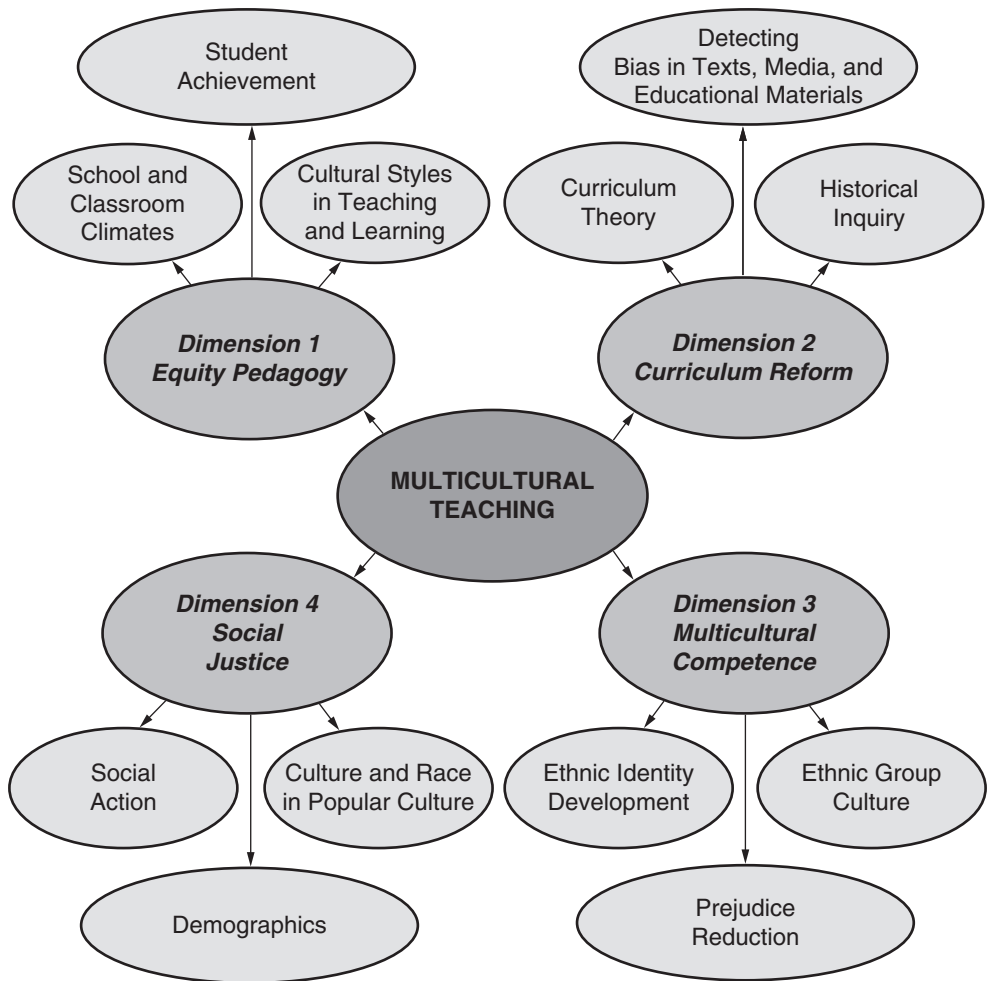 Student
Achievement
Detecting
Bias in Texts, Media, and
Educational Materials
School and
Classroom
Climates
Cultural Styles
in Teaching
and Learning
Curriculum
Theory
Historical
Inquiry
Dimension 1
Equity Pedagogy
Dimension 2
Curriculum Reform
MULTICULTURAL
TEACHING
Dimension 4
Social
Justice
Dimension 3
Multicultural
Competence
Social
Action
Culture and Race
in Popular Culture
Ethnic Identity
Development
Ethnic Group
Culture
Demographics
Prejudice
Reduction